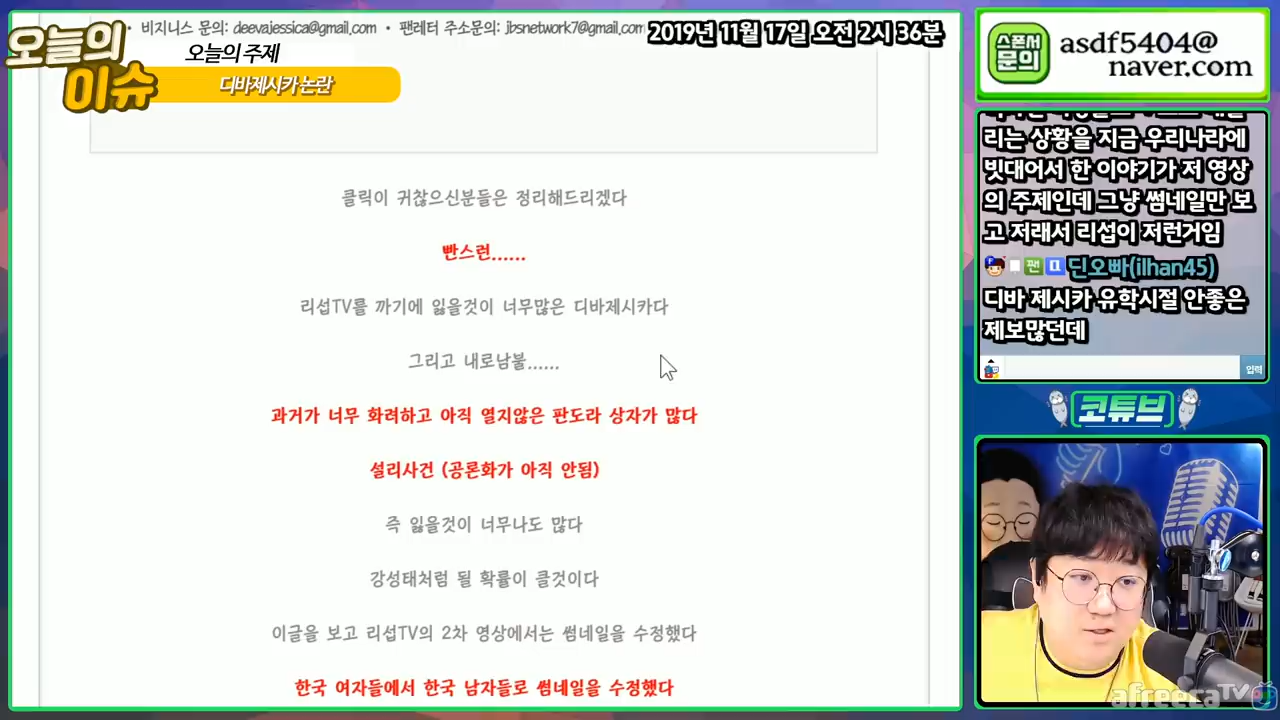 • 비지니스 문의: deevajessica@gmail.com • 팬레터 주소문의: jbsnetwork7@gmail.com
2019년 11월 17일 오전 2시 36분
오늘의
이슈
오늘의 주제
디바제시카 논란
클릭이 귀찮으신분들은 정리해드리겠다
빤스런......
리섭TV를 까기에 잃을것이 너무많은 디바제시카다
그리고 내로남불......
과거가 너무 화려하고 아직 열지않은 판도라 상자가 많다
설리사건 (공론화가 아직 안됨)
즉 잃을것이 너무나도 많다
강성태처럼 될 확률이 클것이다
이글을 보고 리섭TV의 2차 영상에서는 썸네일을 수정했다
한국 여자들에서 한국 남자들로 썸네일을 수정했다
스폰서
문의
asdf5404@
naver.com
리는 상황을 지금 우리나라에
빗대어서 한 이야기가 저 영상
의 주제인데 그냥 썸네일만 보
고 저래서 리섭이 저런거임
팬 딘오빠(ilhan45)
디바 제시카 유학시절 안좋은
제보많던데
입력
코튜브
afreecaTV